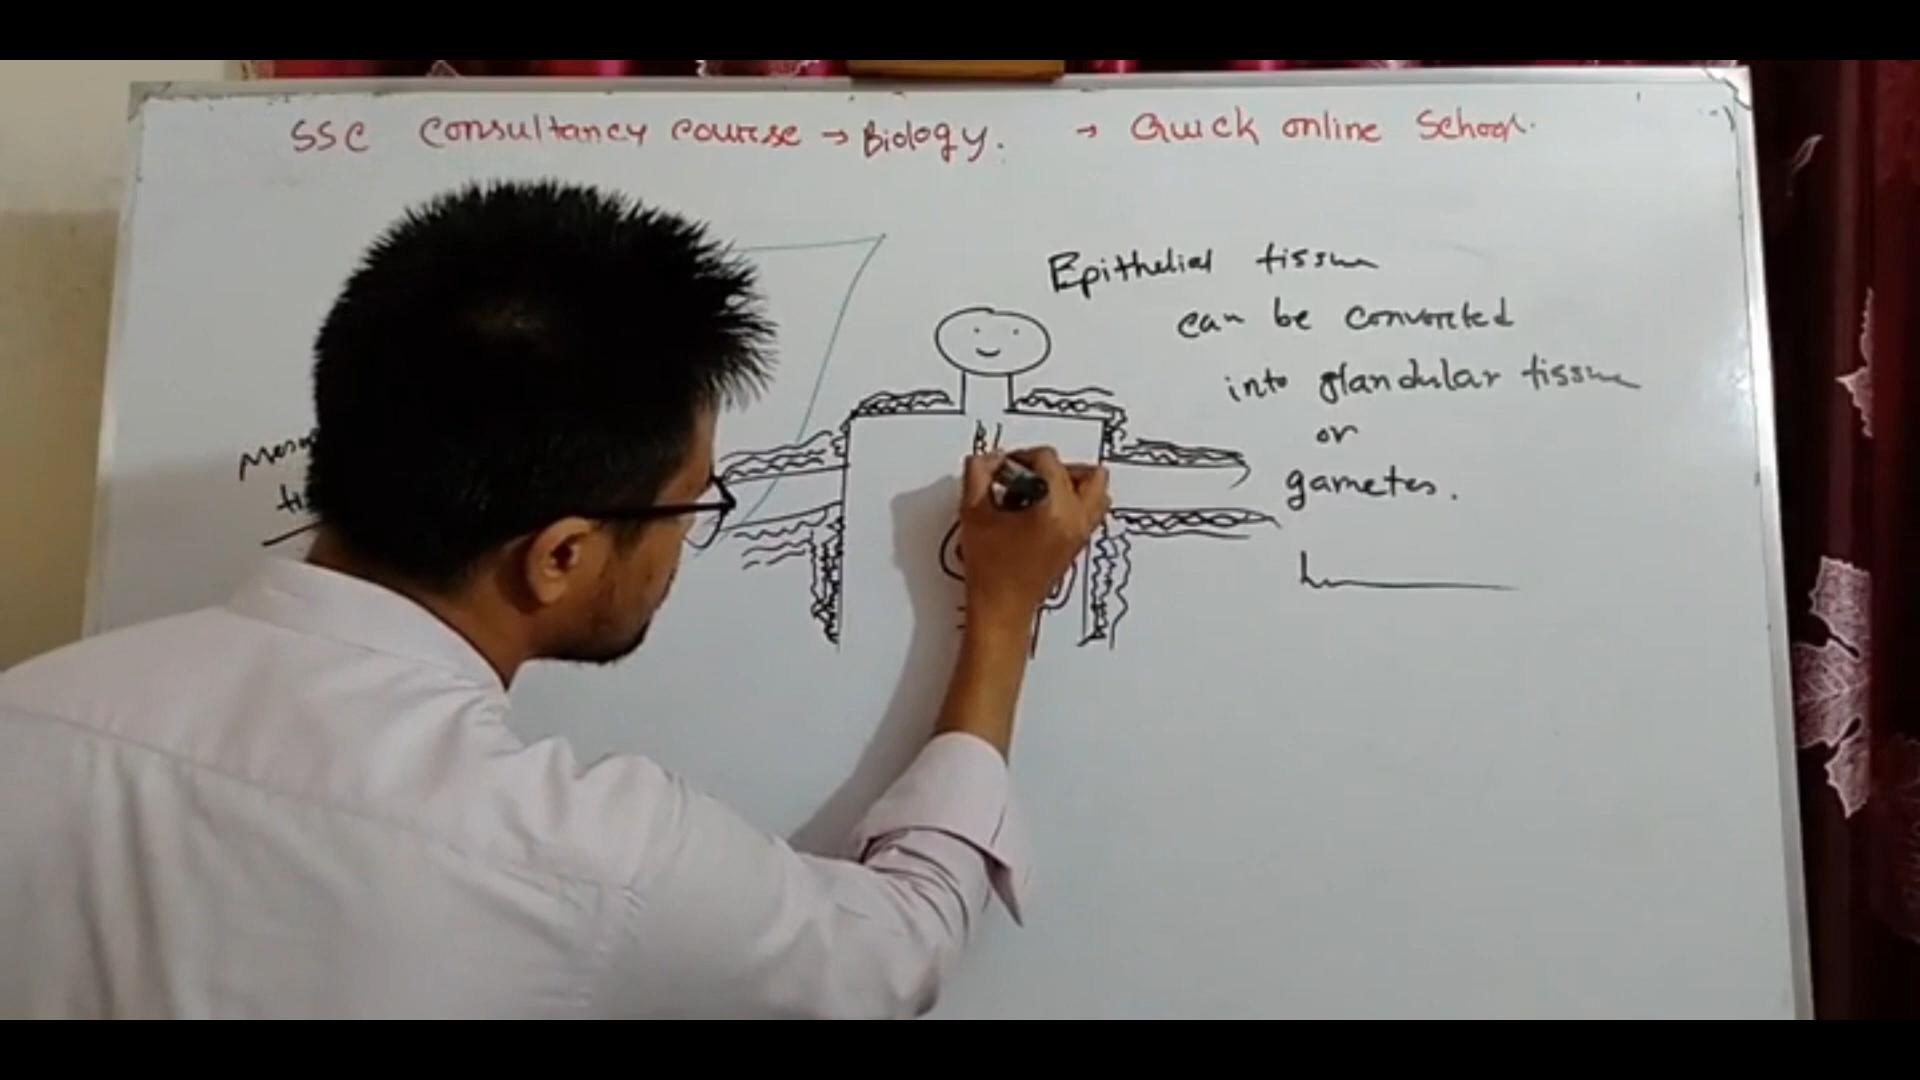 SSC Consultancy course → Biology. → Quick online School.
Epithelial tissue
can be converted
into glandular tissue
or
gametes.